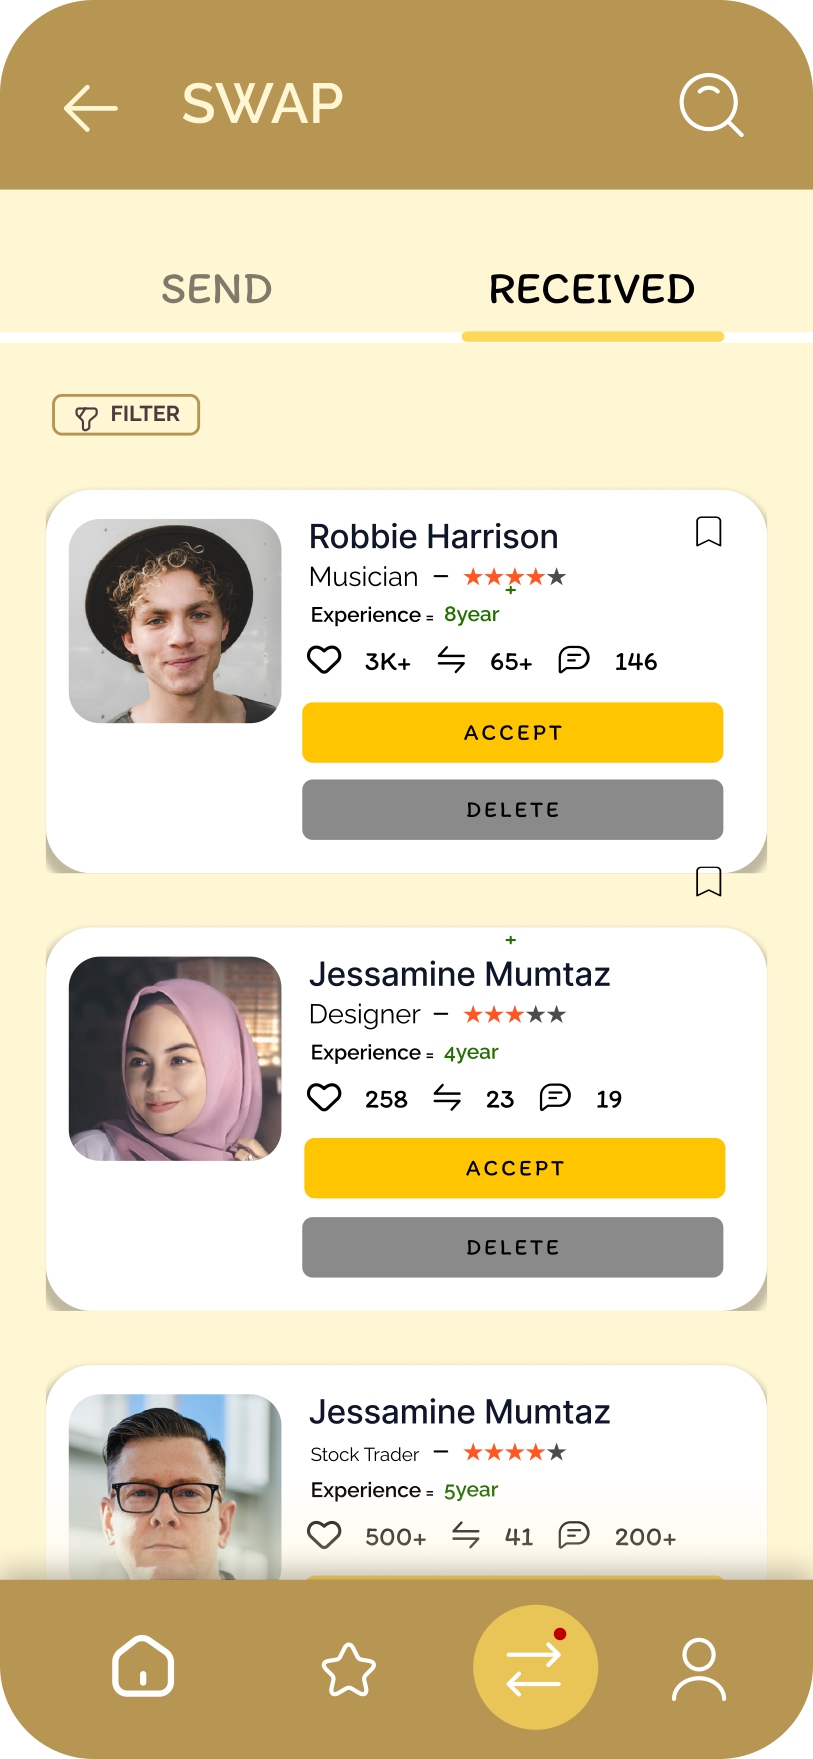 SWAP
SEND RECEIVED
FILTER
Robbie Harrison
Musician –
+
Experience = 8year
3K+ 65+ 146
ACCEPT
DELETE
+
Jessamine Mumtaz
Designer –
Experience = 4year
258 23 19
ACCEPT
DELETE
Jessamine Mumtaz
Stock Trader –
Experience = 5year
500+ 41 200+